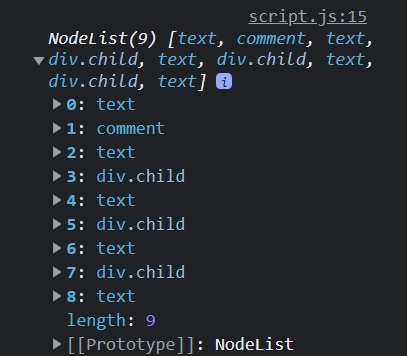 script.js:15
NodeList(9) [text, comment, text,
div.child, text, div.child, text,
div.child, text] i
0: text
1: comment
2: text
3: div.child
4: text
5: div.child
6: text
7: div.child
8: text
length: 9
[[Prototype]]: NodeList